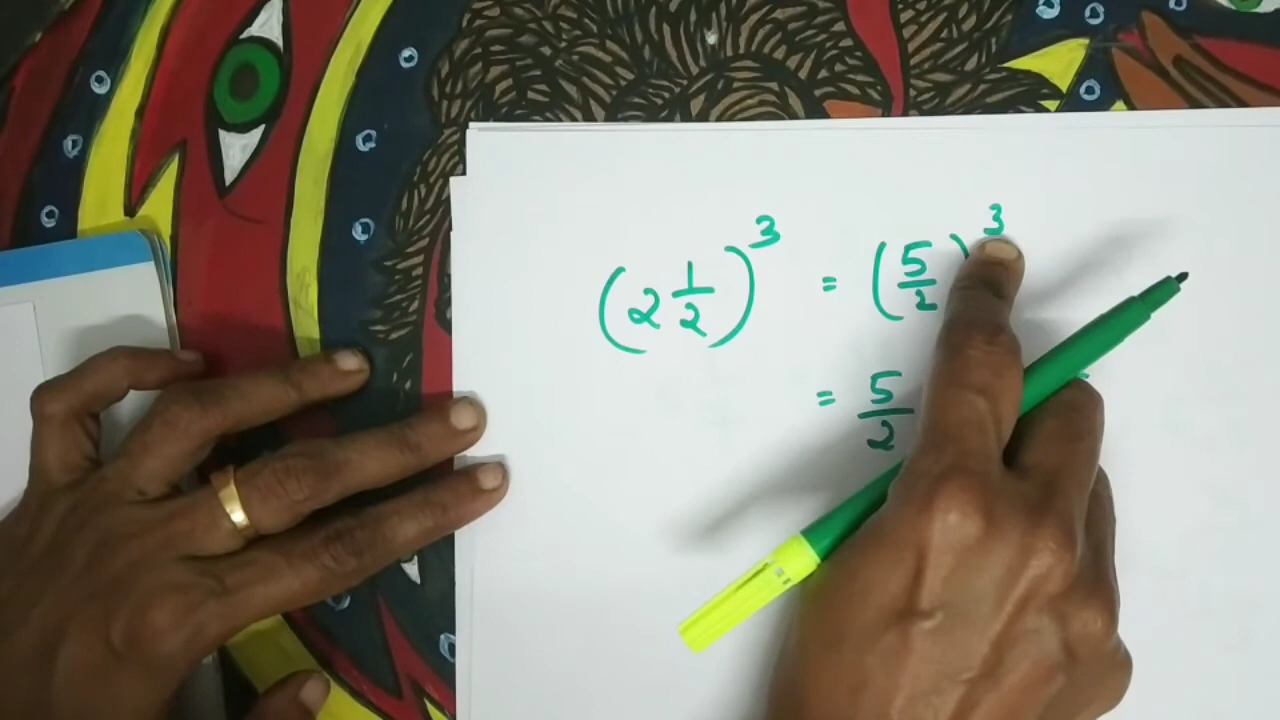 (2 1/2)^3 = (5/2)^3
= 5/2